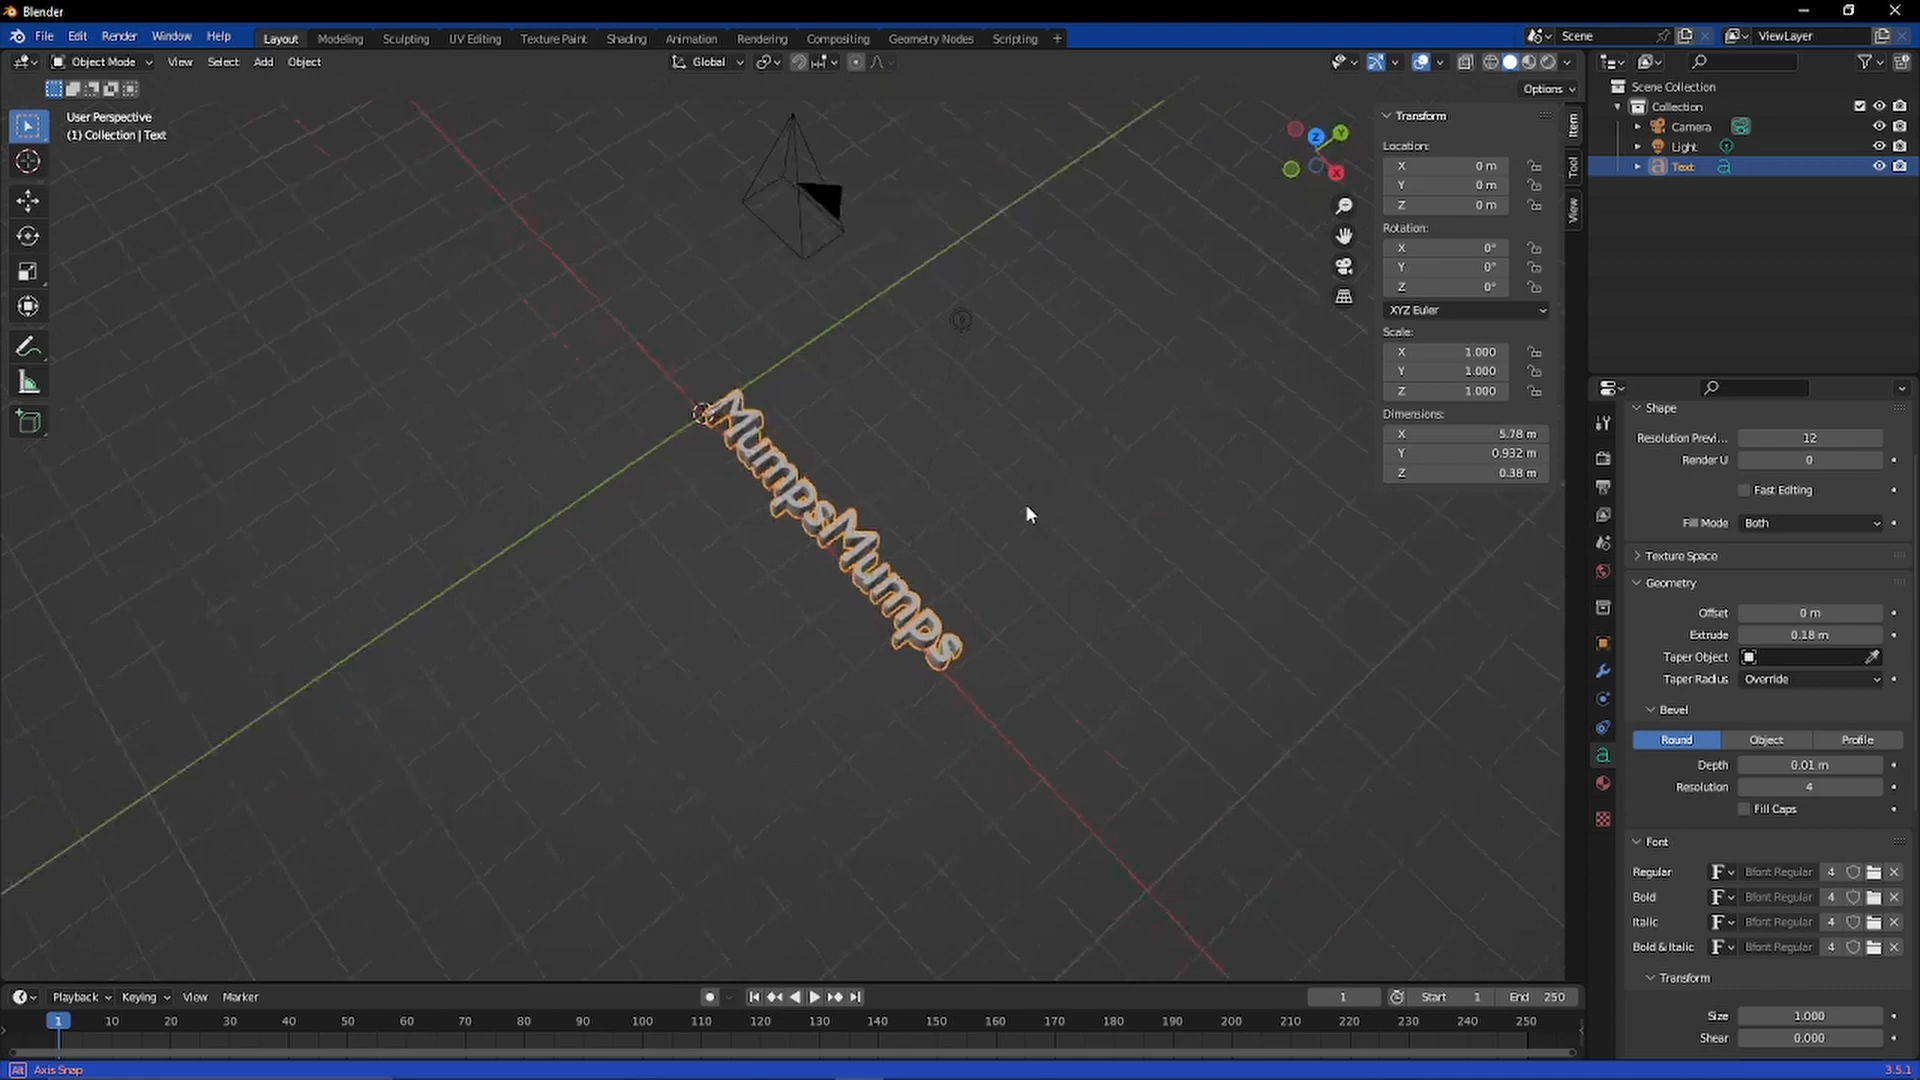 Blender
File Edit Render Window Help
Layout Modeling Sculpting UV Editing Texture Paint Shading Animation Rendering Compositing Geometry Nodes Scripting +
Scene
ViewLayer
Object Mode View Select Add Object
Global
Options
User Perspective
(1) Collection | Text
MumpsMumps
Z
Y
X
Transform
Location:
X 0 m
Y 0 m
Z 0 m
Rotation:
X 0°
Y 0°
Z 0°
XYZ Euler
Scale:
X 1.000
Y 1.000
Z 1.000
Dimensions:
X 5.78 m
Y 0.932 m
Z 0.38 m
Item
Tool
View
Scene Collection
Collection
Camera
Light
Text
Shape
Resolution Previ... 12
Render U 0
Fast Editing
Fill Mode Both
Texture Space
Geometry
Offset 0 m
Extrude 0.18 m
Taper Object
Taper Radius Override
Bevel
Round Object Profile
Depth 0.01 m
Resolution 4
Fill Caps
Font
Regular Bfont Regular 4
Bold Bfont Regular 4
Italic Bfont Regular 4
Bold & Italic Bfont Regular 4
Transform
Size 1.000
Shear 0.000
Playback Keying View Marker
1 Start 1 End 250
1 10 20 30 40 50 60 70 80 90 100 110 120 130 140 150 160 170 180 190 200 210 220 230 240 250
Alt Axis Snap
3.5.1